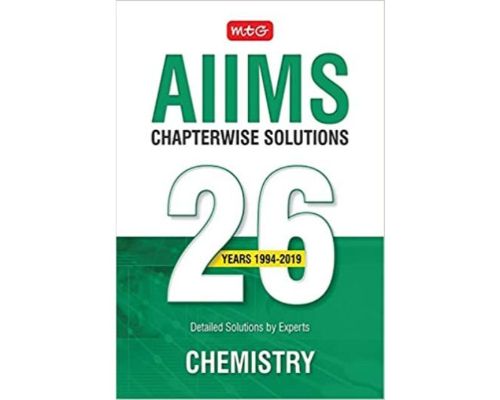 mtG
AIIMS
CHAPTERWISE SOLUTIONS
26
YEARS 1994-2019
Detailed Solutions by Experts
CHEMISTRY